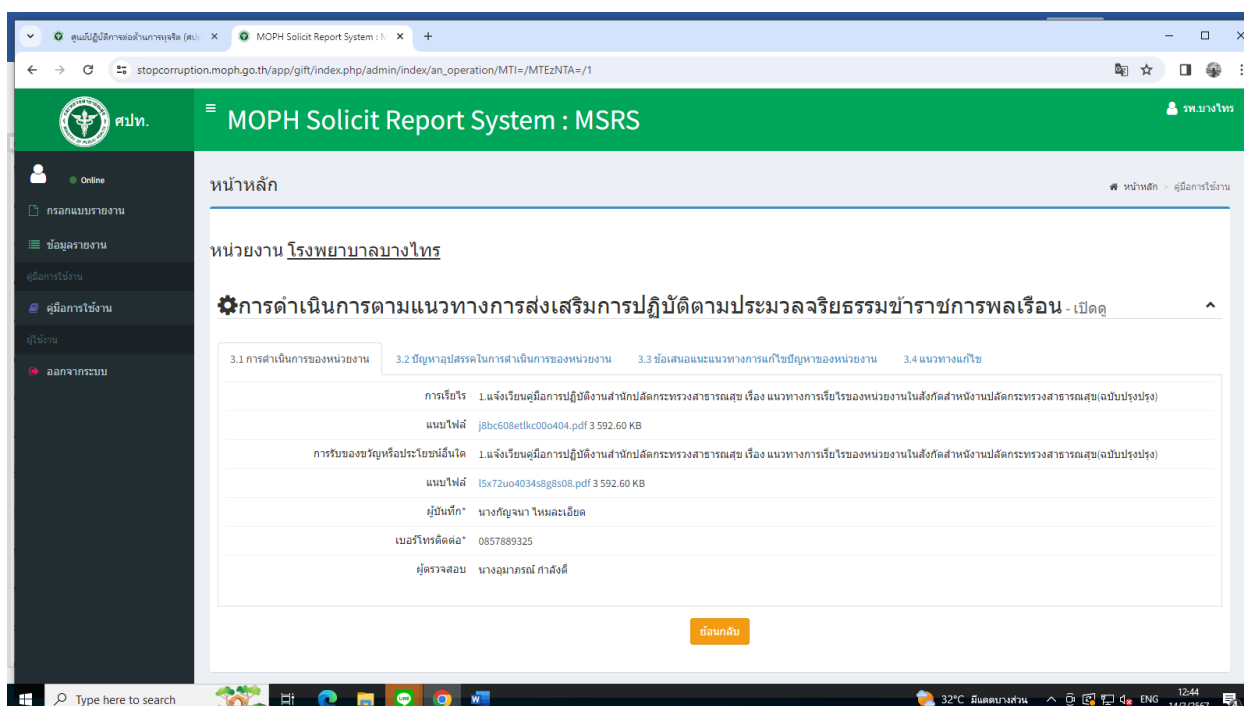 ศูนย์ปฏิบัติการต่อต้านการทุจริต (ศปท
MOPH Solicit Report System : M
stopcorruption.moph.go.th/app/gift/index.php/admin/index/an_operation/MTI=/MTEzNTA=/1
ศปท.
MOPH Solicit Report System : MSRS
รพ.บางไทร
Online
หน้าหลัก
หน้าหลัก > คู่มือการใช้งาน
กรอกแบบรายงาน
ข้อมูลรายงาน
คู่มือการใช้งาน
คู่มือการใช้งาน
ผู้ใช้งาน
ออกจากระบบ
หน่วยงาน โรงพยาบาลบางไทร
การดำเนินการตามแนวทางการส่งเสริมการปฏิบัติตามประมวลจริยธรรมข้าราชการพลเรือน - เปิดดู
3.1 การดำเนินการของหน่วยงาน 3.2 ปัญหาอุปสรรคในการดำเนินการของหน่วยงาน 3.3 ข้อเสนอแนะแนวทางการแก้ไขปัญหาของหน่วยงาน 3.4 แนวทางแก้ไข
การเรี่ยไร 1.แจ้งเวียนคู่มือการปฏิบัติงานสำนักปลัดกระทรวงสาธารณสุข เรื่อง แนวทางการเรี่ยไรของหน่วยงานในสังกัดสำหนังานปลัดกระทรวงสาธารณสุข(ฉบับปรุงปรุง)
แนบไฟล์ j8bc608etlkc00o404.pdf 3 592.60 KB
การรับของขวัญหรือประโยชน์อื่นใด 1.แจ้งเวียนคู่มือการปฏิบัติงานสำนักปลัดกระทรวงสาธารณสุข เรื่อง แนวทางการเรี่ยไรของหน่วยงานในสังกัดสำหนังานปลัดกระทรวงสาธารณสุข(ฉบับปรุงปรุง)
แนบไฟล์ l5x72uo4034s8g8s08.pdf 3 592.60 KB
ผู้บันทึก* นางกัญจนา ไหมละเอียด
เบอร์โทรติดต่อ* 0857889325
ผู้ตรวจสอบ นางอุมาภรณ์ กำลังดี
ย้อนกลับ
Type here to search
32°C มีแดดบางส่วน
ENG
12:44
14/3/2567